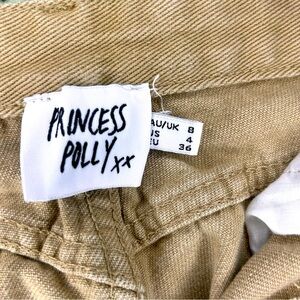 PRINCESS
POLLY xx
AU/UK 8
US 4
EU 36